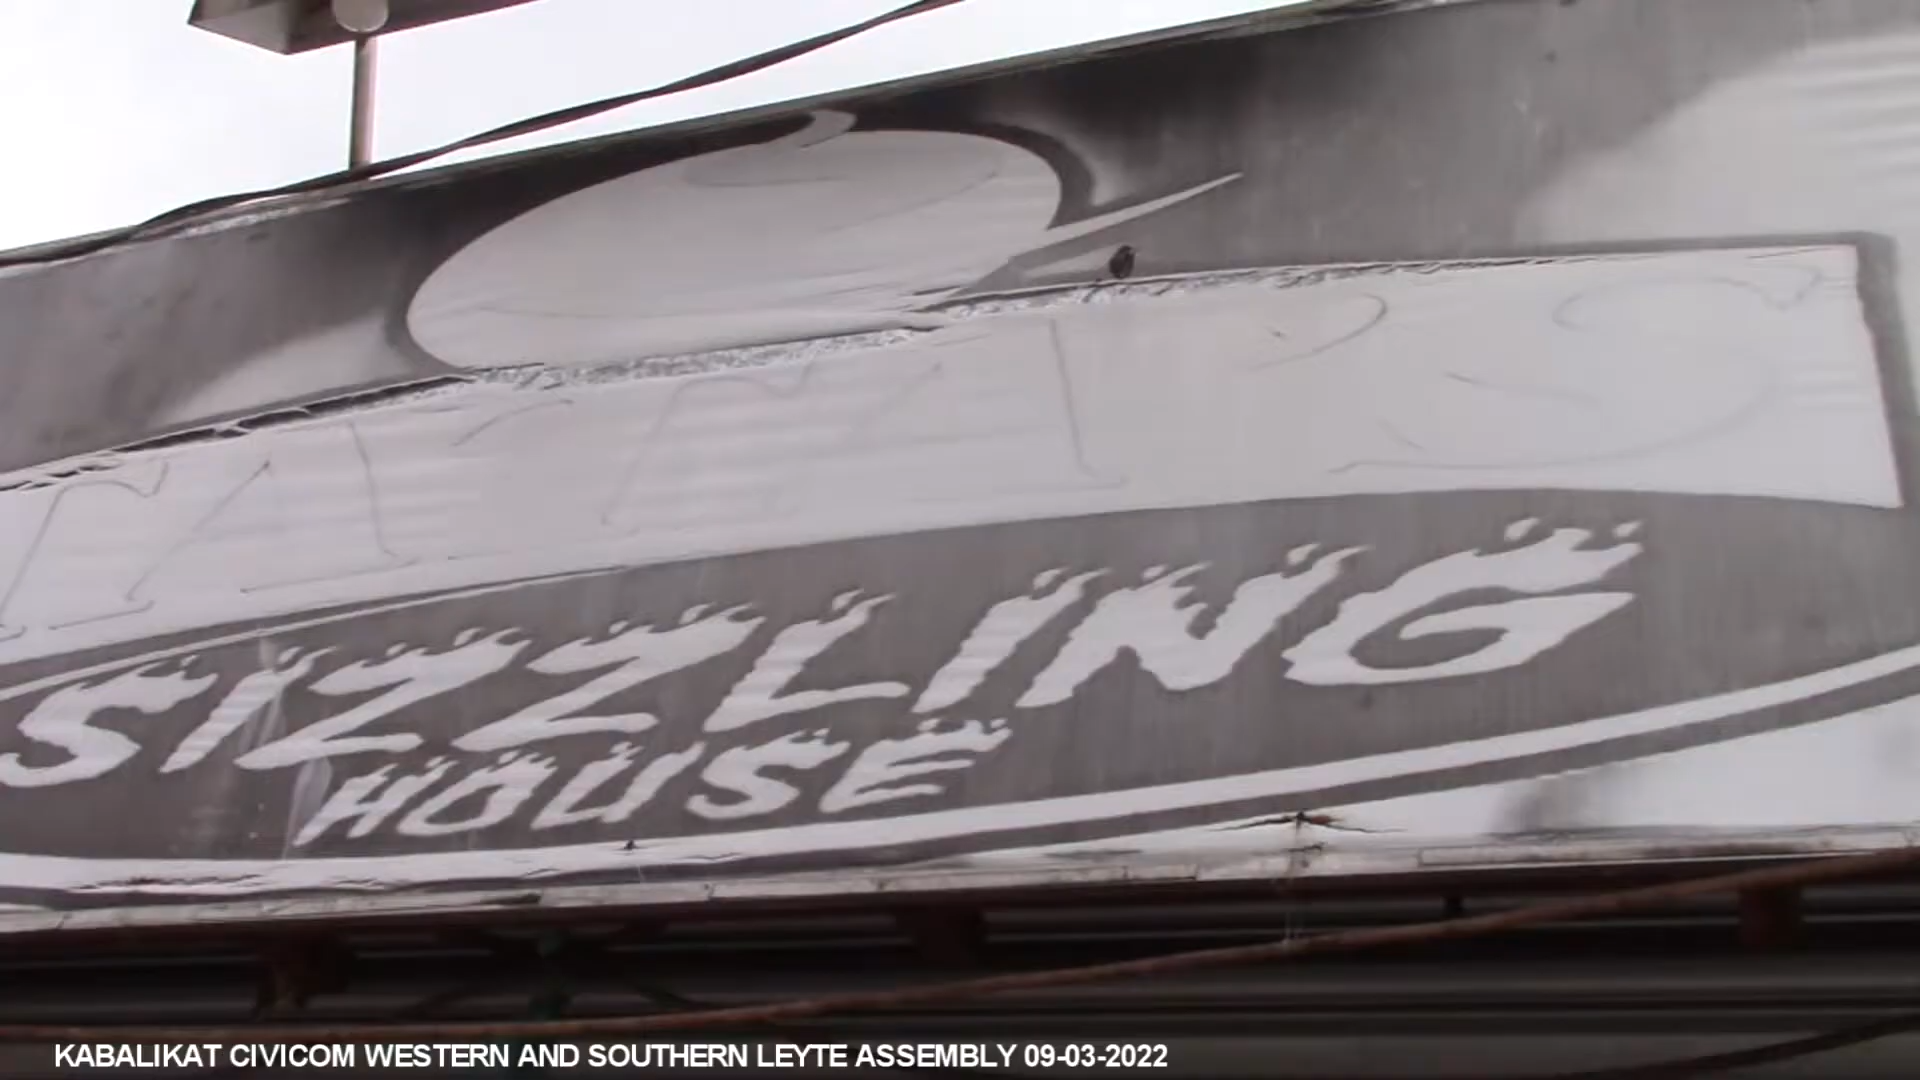 SIZZLING
HOUSE
KABALIKAT CIVICOM WESTERN AND SOUTHERN LEYTE ASSEMBLY 09-03-2022